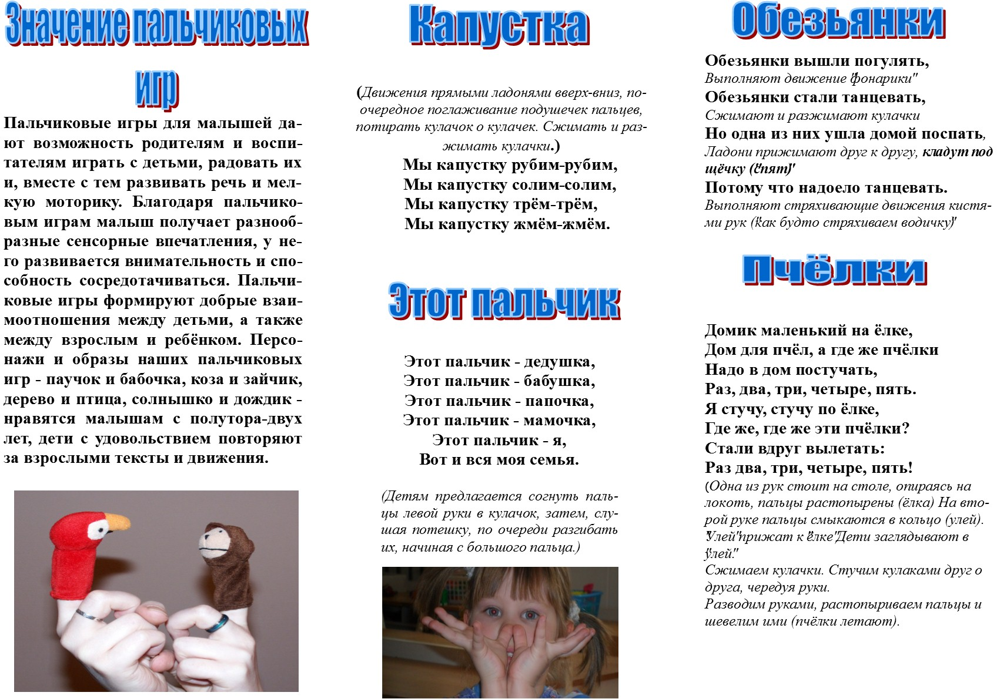 Значение пальчиковых
игр
Пальчиковые игры для малышей да-
ют возможность родителям и воспи-
тателям играть с детьми, радовать их
и, вместе с тем развивать речь и мел-
кую моторику. Благодаря пальчико-
вым играм малыш получает разнооб-
разные сенсорные впечатления, у не-
го развивается внимательность и спо-
собность сосредотачиваться. Пальчи-
ковые игры формируют добрые взаи-
моотношения между детьми, а также
между взрослым и ребёнком. Персо-
нажи и образы наших пальчиковых
игр - паучок и бабочка, коза и зайчик,
дерево и птица, солнышко и дождик -
нравятся малышам с полутора-двух
лет, дети с удовольствием повторяют
за взрослыми тексты и движения.
Капустка
(Движения прямыми ладонями вверх-вниз, по-
очередное поглаживание подушечек пальцев,
потирать кулачок о кулачек. Сжимать и раз-
жимать кулачки.)
Мы капустку рубим-рубим,
Мы капустку солим-солим,
Мы капустку трём-трём,
Мы капустку жмём-жмём.
Этот пальчик
Этот пальчик - дедушка,
Этот пальчик - бабушка,
Этот пальчик - папочка,
Этот пальчик - мамочка,
Этот пальчик - я,
Вот и вся моя семья.
(Детям предлагается согнуть паль-
цы левой руки в кулачок, затем, слу-
шая потешку, по очереди разгибать
их, начиная с большого пальца.)
Обезьянки
Обезьянки вышли погулять,
Выполняют движение "фонарики"
Обезьянки стали танцевать,
Сжимают и разжимают кулачки
Но одна из них ушла домой поспать,
Ладони прижимают друг к другу, кладут под
щёчку ("спят)"
Потому что надоело танцевать.
Выполняют стряхивающие движения кистя-
ми рук ("как будто стряхиваем водичку)"
Пчёлки
Домик маленький на ёлке,
Дом для пчёл, а где же пчёлки
Надо в дом постучать,
Раз, два, три, четыре, пять.
Я стучу, стучу по ёлке,
Где же, где же эти пчёлки?
Стали вдруг вылетать:
Раз два, три, четыре, пять!
(Одна из рук стоит на столе, опираясь на
локоть, пальцы растопырены (ёлка) На вто-
рой руке пальцы смыкаются в кольцо (улей).
"Улей"прижат к "ёлке"Дети заглядывают в
"улей."
Сжимаем кулачки. Стучим кулаками друг о
друга, чередуя руки.
Разводим руками, растопыриваем пальцы и
шевелим ими (пчёлки летают).